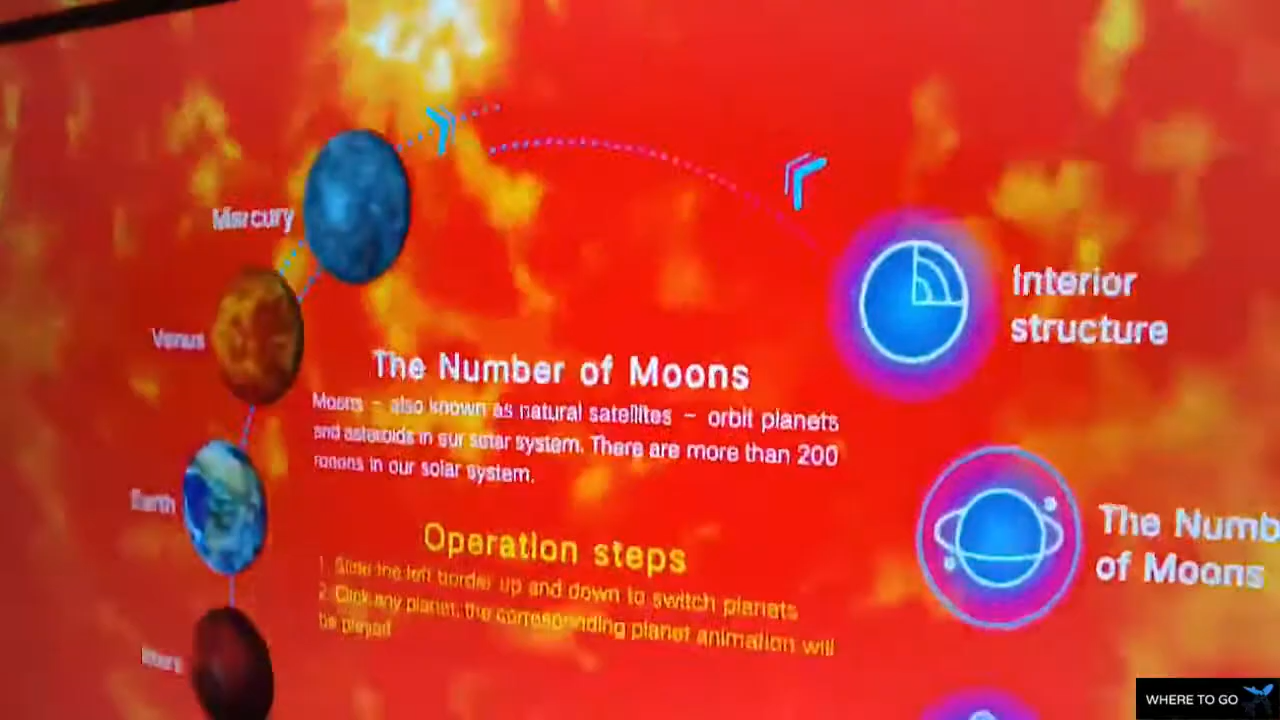 Mercury
Venus
Earth
Mars
The Number of Moons
Moons - also known as natural satellites - orbit planets
and asteroids in our solar system. There are more than 200
moons in our solar system.
Operation steps
1. Slide the left border up and down to switch planets
2. Click any planet, the corresponding planet animation will
be played
Interior
structure
The Numb
of Moons
WHERE TO GO